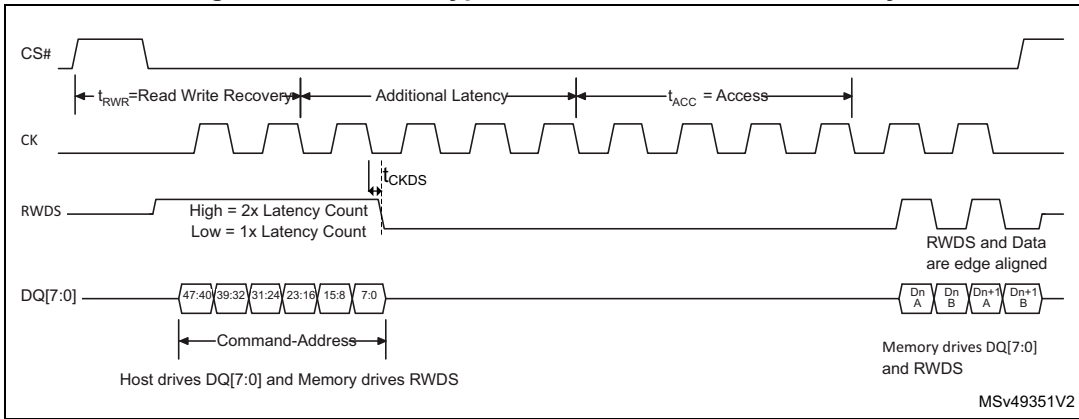 CS#
t_RWR=Read Write Recovery
Additional Latency
t_ACC = Access
CK
t_CKDS
RWDS
High = 2x Latency Count
Low = 1x Latency Count
RWDS and Data
are edge aligned
DQ[7:0]
47:40 39:32 31:24 23:16 15:8 7:0
Dn A
Dn B
Dn+1 A
Dn+1 B
Command-Address
Memory drives DQ[7:0]
and RWDS
Host drives DQ[7:0] and Memory drives RWDS
MSv49351V2